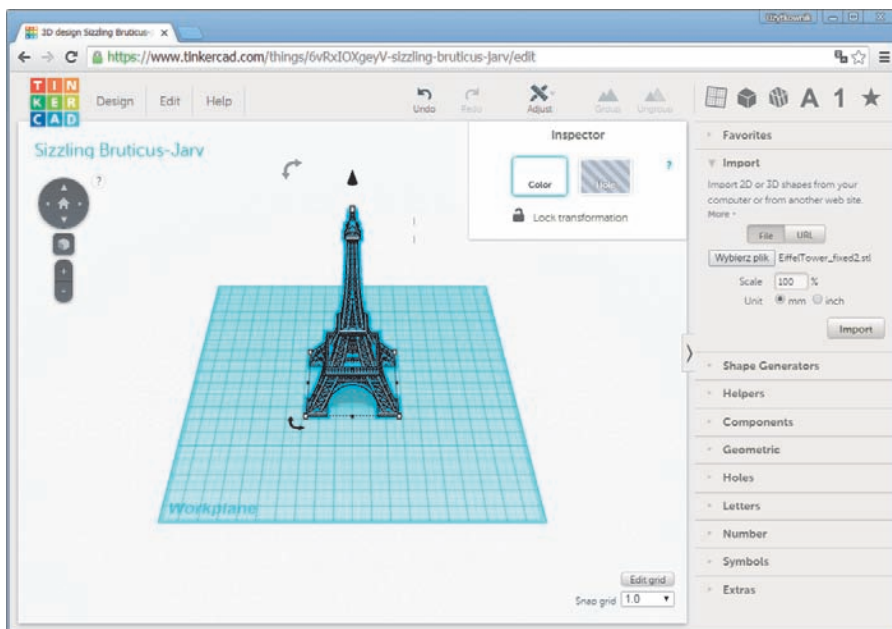 Użytkownik
3D design Sizzling Bruticus-
https://www.tinkercad.com/things/6vRxIOXgeyV-sizzling-bruticus-jarv/edit
TIN
KER
CAD
Design Edit Help
Undo Redo Adjust Group Ungroup
A 1
Sizzling Bruticus-Jarv
?
Inspector
Color Hole
?
Lock transformation
+
-
Workplane
Edit grid
Snap grid 1.0
Favorites
Import
Import 2D or 3D shapes from your
computer or from another web site.
More
File URL
Wybierz plik EiffelTower_fixed2.stl
Scale 100 %
Unit mm inch
Import
Shape Generators
Helpers
Components
Geometric
Holes
Letters
Number
Symbols
Extras